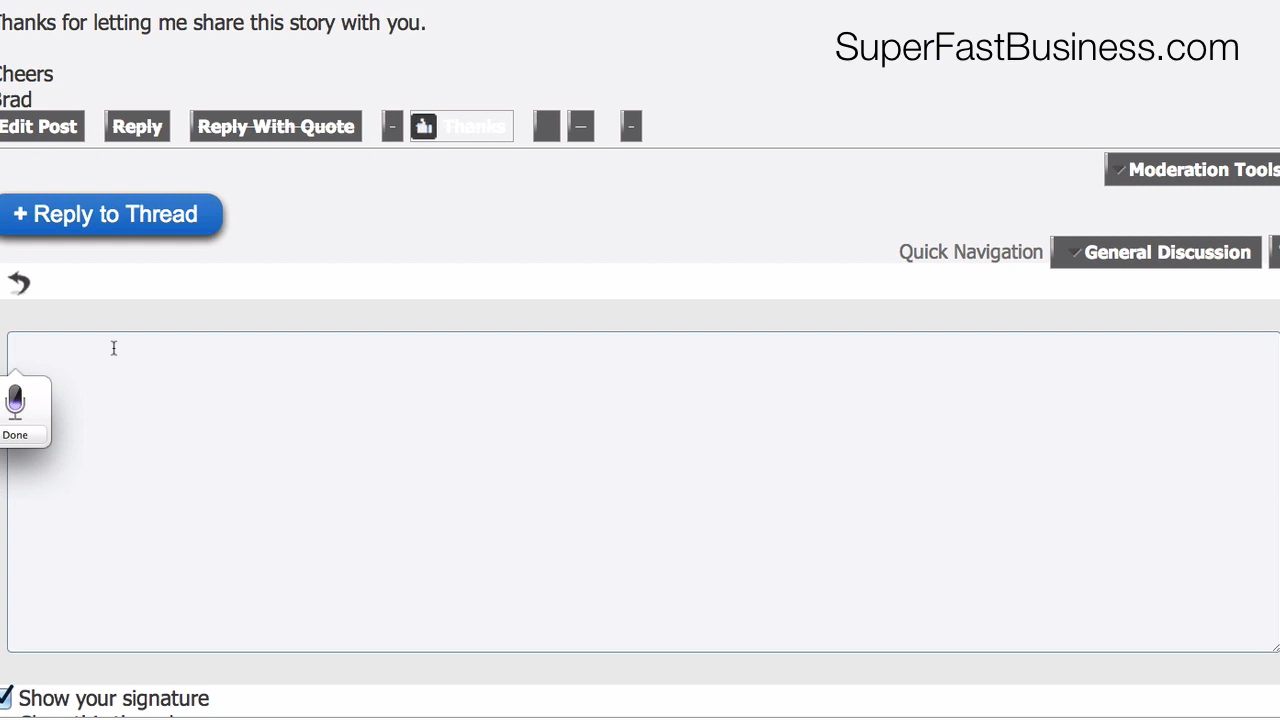 Thanks for letting me share this story with you.
SuperFastBusiness.com
Cheers
Brad
Edit Post Reply Reply With Quote - Thanks — -
Moderation Tools
+ Reply to Thread
Quick Navigation General Discussion
Done
Show your signature